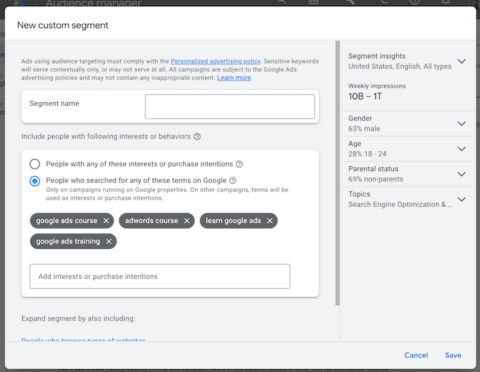 Audience manager
New custom segment
Ads using audience targeting must comply with the Personalized advertising policy. Sensitive keywords
will serve contextually only, or may not serve at all. All campaigns are subject to the Google Ads
advertising policies and may not contain any inappropriate content. Learn more
Segment name
Include people with following interests or behaviors
People with any of these interests or purchase intentions
People who searched for any of these terms on Google
Only on campaigns running on Google properties. On other campaigns, terms will be
used as interests or purchase intentions.
google ads course
adwords course
learn google ads
google ads training
Add interests or purchase intentions
Expand segment by also including:
People who browse types of websites
Segment insights
United States, English, All types
Weekly impressions
10B – 1T
Gender
63% male
Age
28% 18 - 24
Parental status
69% non-parents
Topics
Search Engine Optimization & ...
Cancel
Save